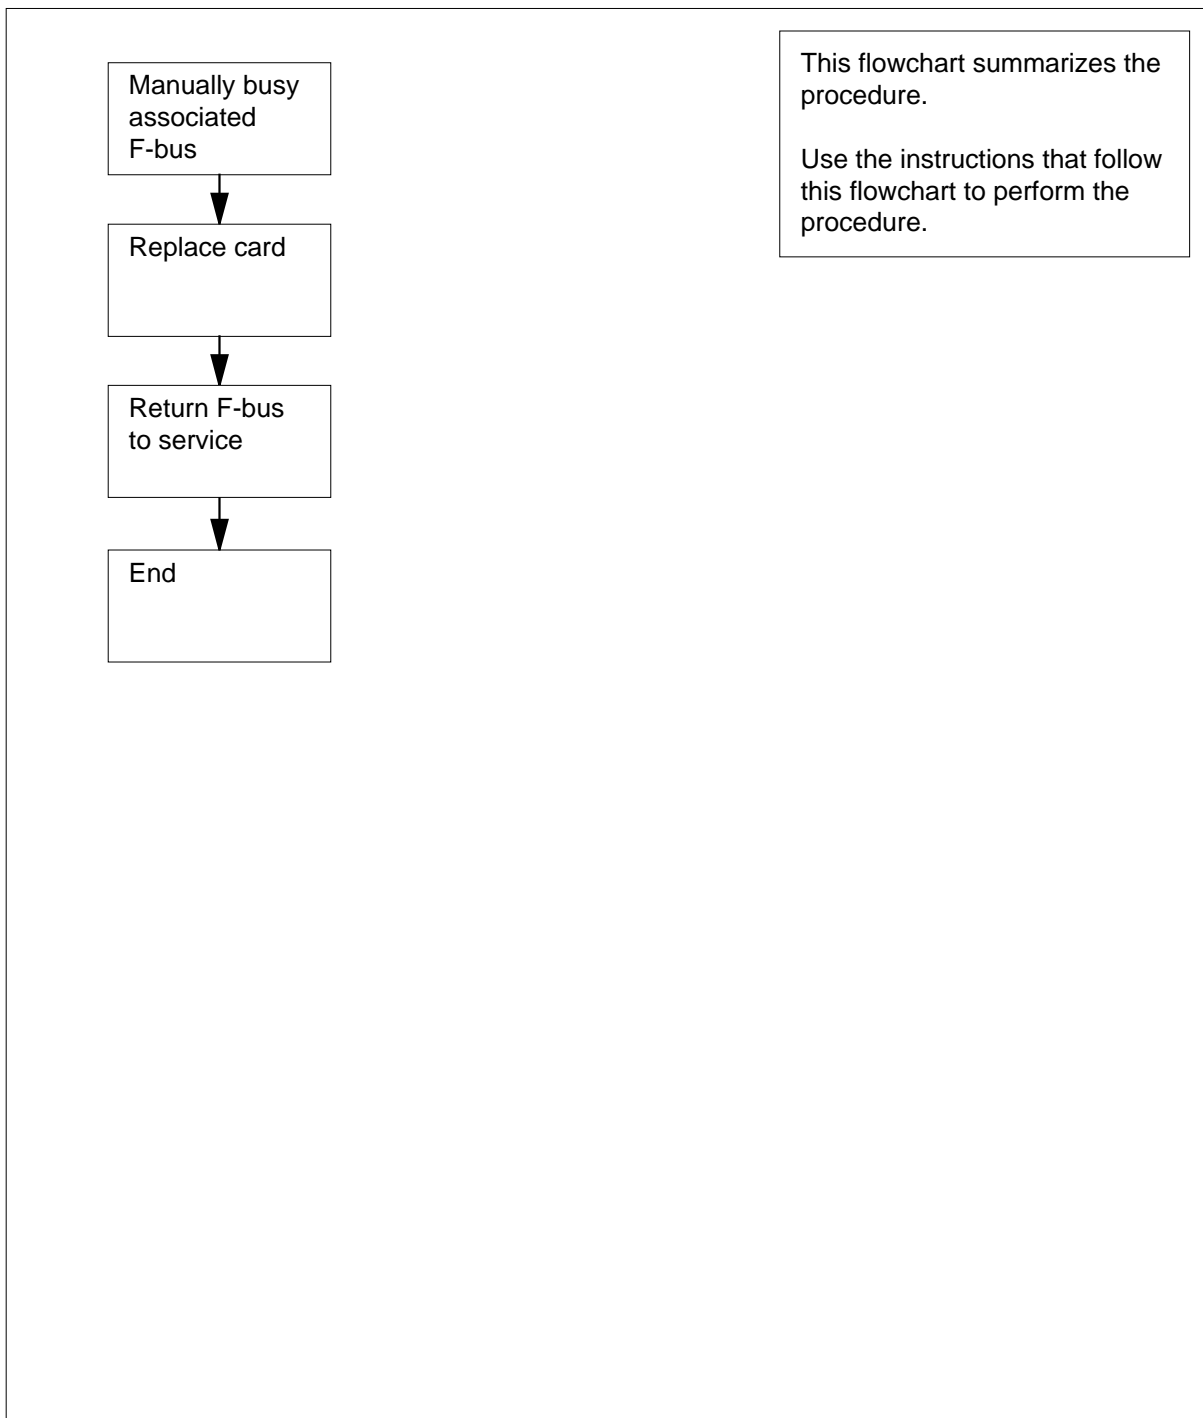 Manually busy
associated
F-bus
Replace card
Return F-bus
to service
End
This flowchart summarizes the
procedure.
Use the instructions that follow
this flowchart to perform the
procedure.